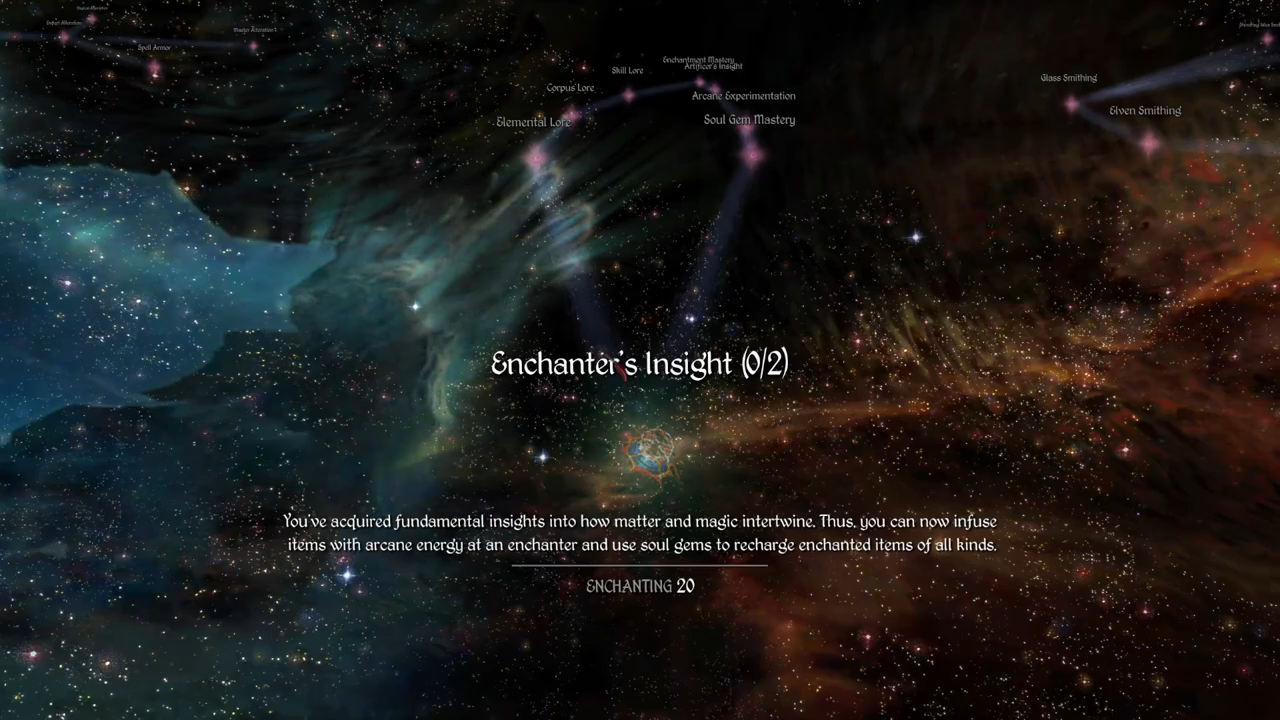 Spell Armor
Skill Lore
Enchantment Mastery
Artificer's Insight
Corpus Lore
Glass Smithing
Arcane Experimentation
Elven Smithing
Elemental Lore
Soul Gem Mastery
Enchanter's Insight (0/2)
You've acquired fundamental insights into how matter and magic intertwine. Thus, you can now infuse
items with arcane energy at an enchanter and use soul gems to recharge enchanted items of all kinds.
ENCHANTING 20